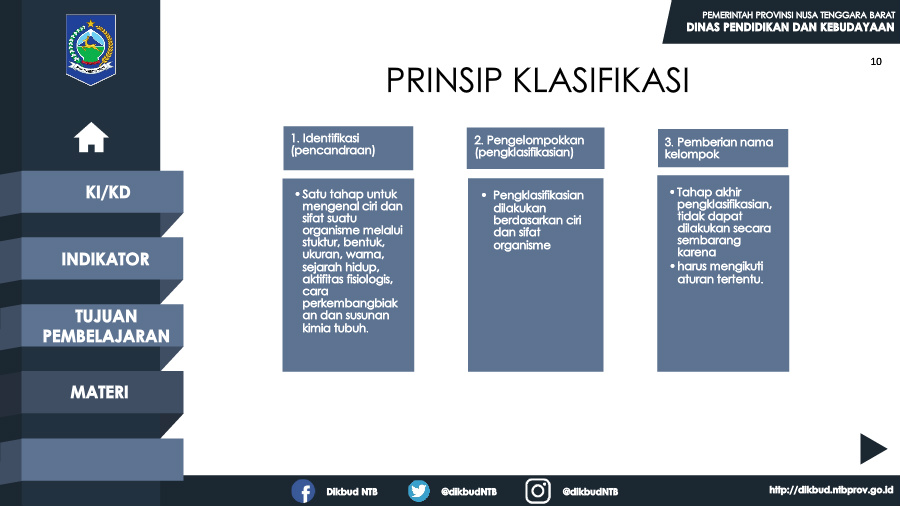 PEMERINTAH PROVINSI NUSA TENGGARA BARAT
DINAS PENDIDIKAN DAN KEBUDAYAAN
10
PRINSIP KLASIFIKASI
KI/KD
INDIKATOR
TUJUAN
PEMBELAJARAN
MATERI
1. Identifikasi
(pencandraan)
• Satu tahap untuk
mengenal ciri dan
sifat suatu
organisme melalui
stuktur, bentuk,
ukuran, warna,
sejarah hidup,
aktifitas fisiologis,
cara
perkembangbiak
an dan susunan
kimia tubuh.
2. Pengelompokkan
(pengklasifikasian)
• Pengklasifikasian
dilakukan
berdasarkan ciri
dan sifat
organisme
3. Pemberian nama
kelompok
• Tahap akhir
pengklasifikasian,
tidak dapat
dilakukan secara
sembarang
karena
• harus mengikuti
aturan tertentu.
Dikbud NTB
@dikbudNTB
@dikbudNTB
http://dikbud.ntbprov.go.id